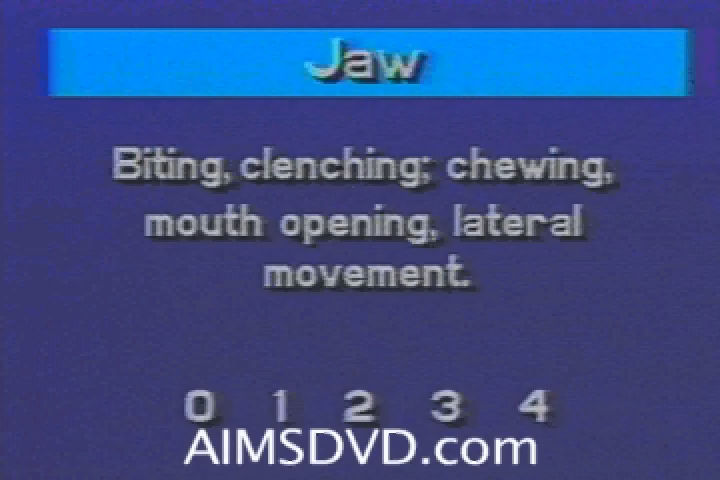 Jaw
Biting, clenching; chewing,
mouth opening, lateral
movement.
0 1 2 3 4
AIMSDVD.com